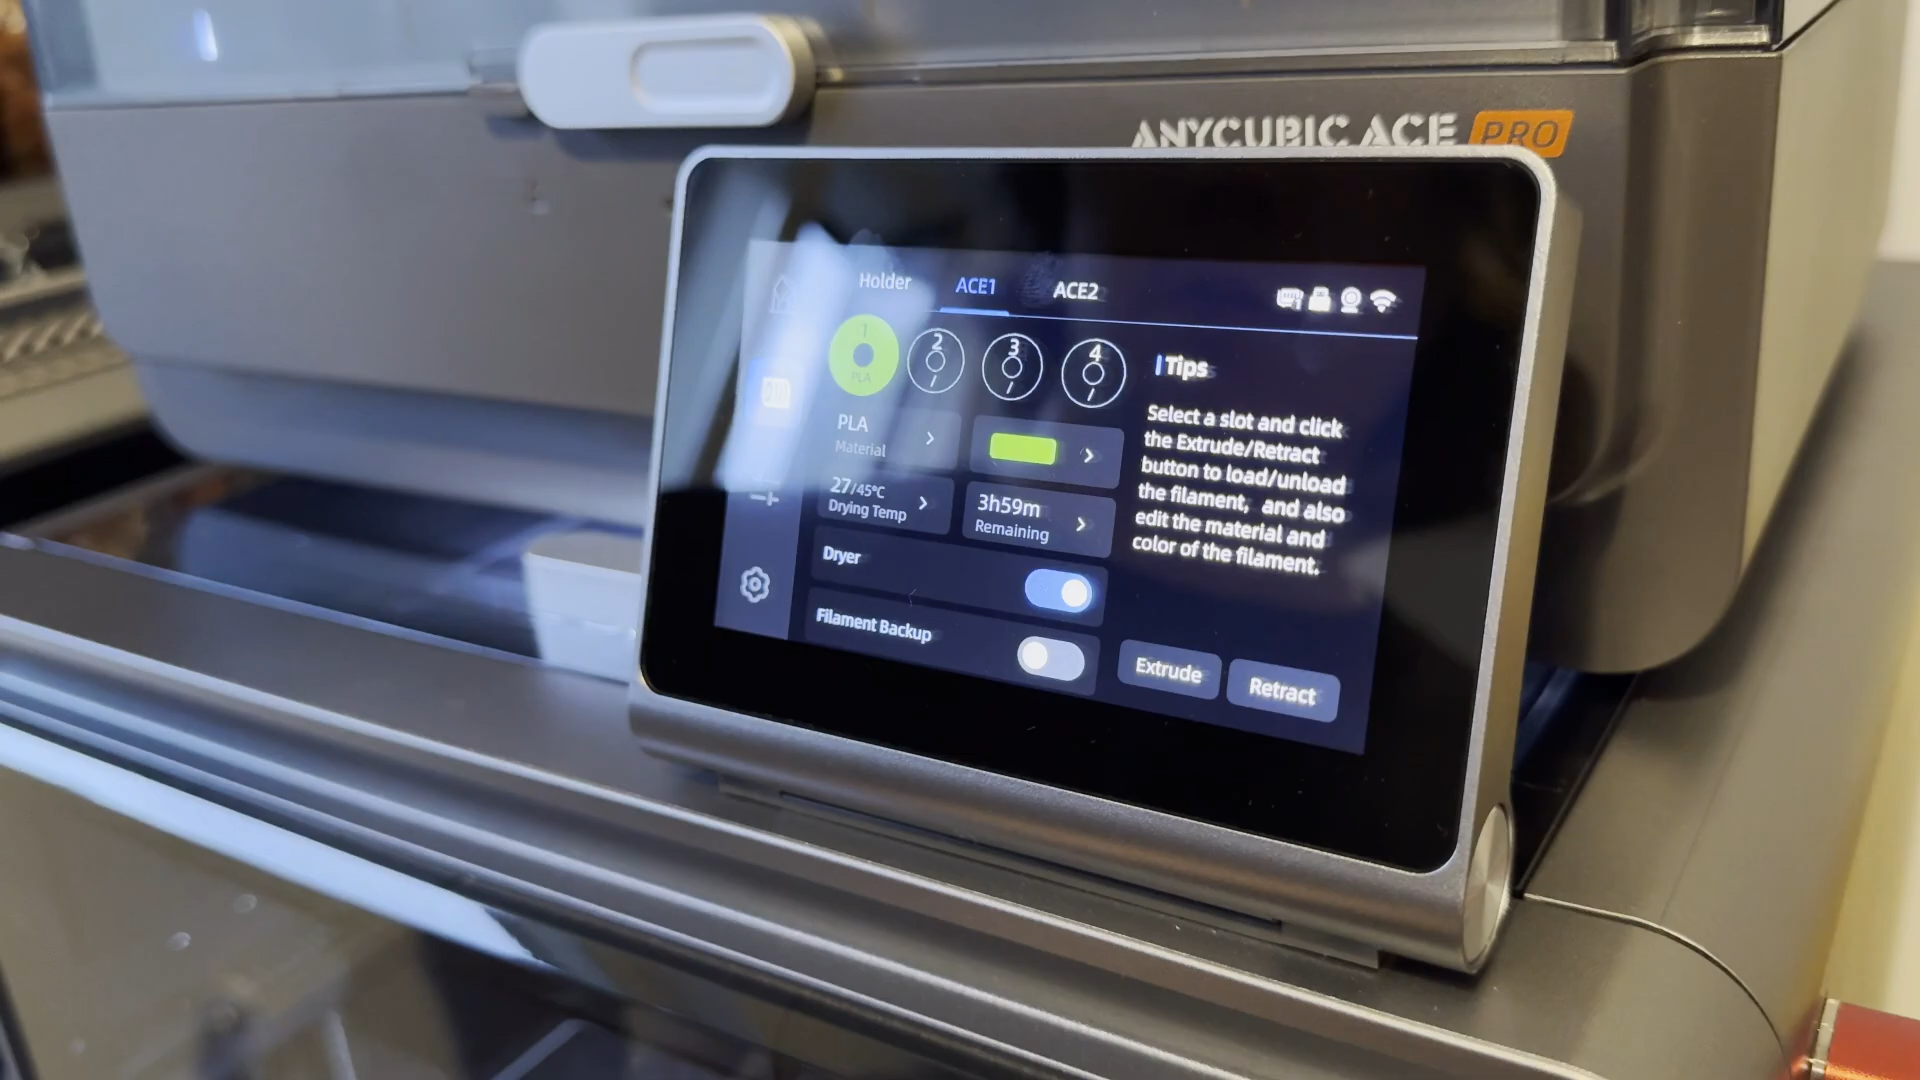 ANYCUBIC ACE PRO
Holder ACE1 ACE2
1 2 3 4
PLA / / /
Tips
Select a slot and click
the Extrude/Retract
button to load/unload
the filament, and also
edit the material and
color of the filament.
PLA
Material
27/45℃
Drying Temp
3h59m
Remaining
Dryer
Filament Backup
Extrude Retract